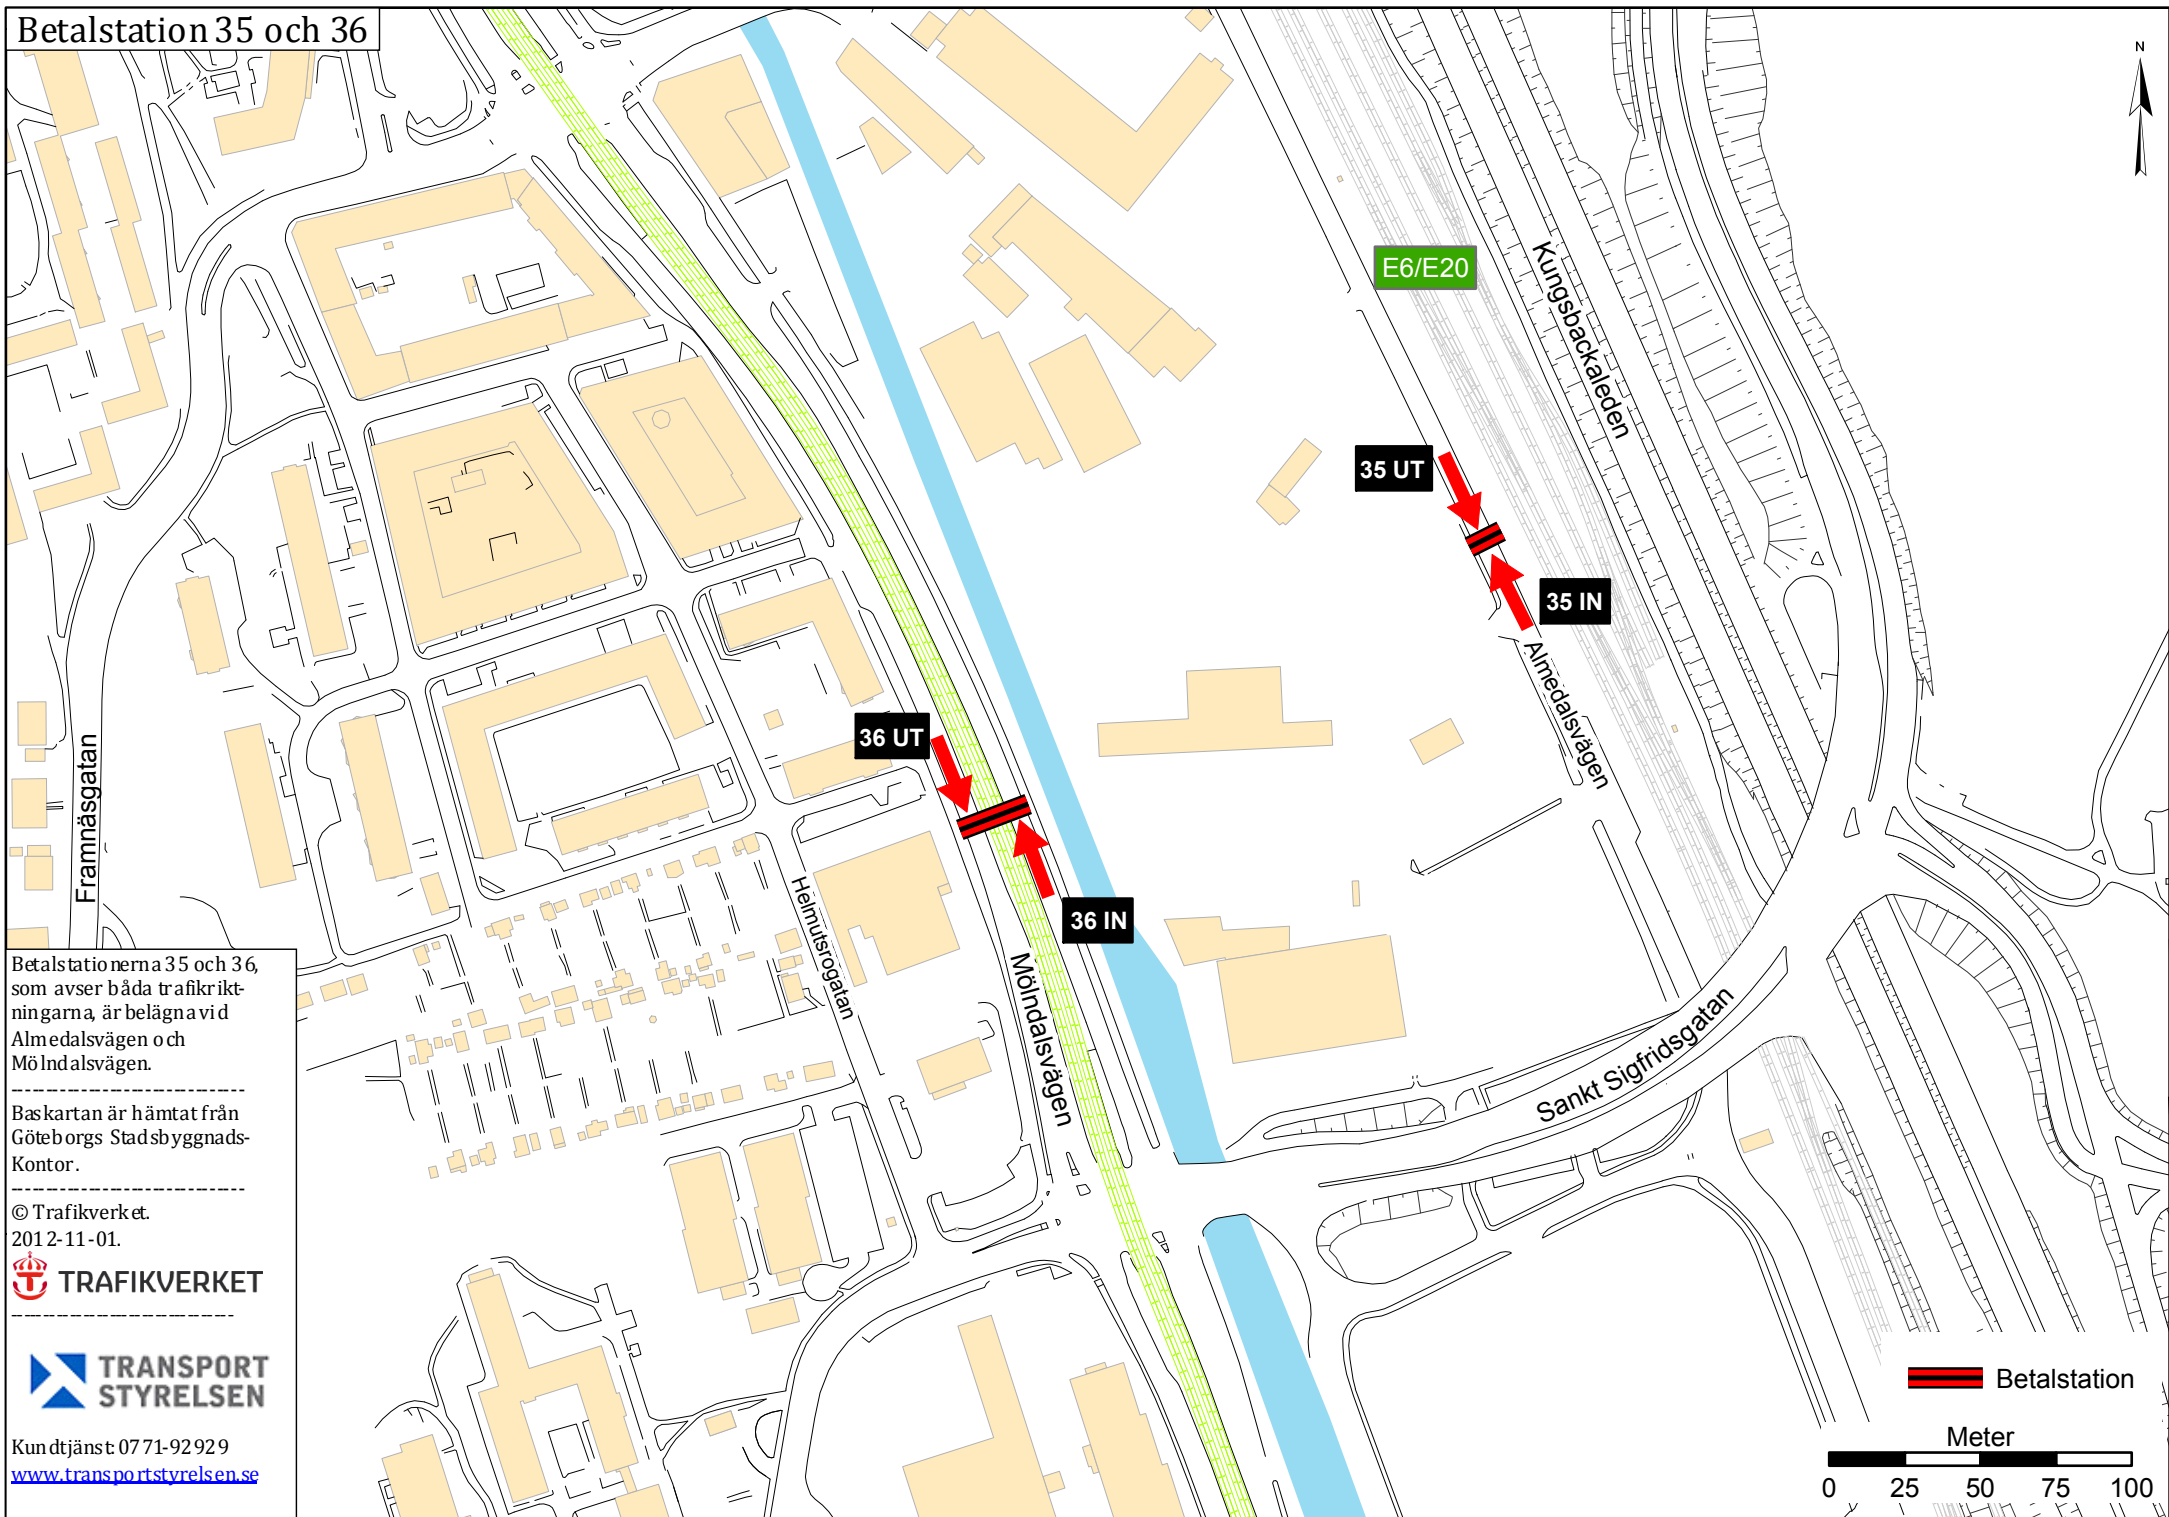 Betalstation 35 och 36
N
E6/E20
Kungsbackaleden
35 UT
35 IN
Almedalsvägen
36 UT
36 IN
Framnäsgatan
Helmutsrogatan
Mölndalsvägen
Sankt Sigfridsgatan
Betalstationerna 35 och 36,
som avser båda trafikrikt-
ningarna, är belägna vid
Almedalsvägen och
Mölndalsvägen.
Baskartan är hämtat från
Göteborgs Stadsbyggnads-
Kontor.
© Trafikverket.
2012-11-01.
TRAFIKVERKET
TRANSPORT
STYRELSEN
Kundtjänst: 0771-92929
www.transportstyrelsen.se
Betalstation
Meter
0 25 50 75 100